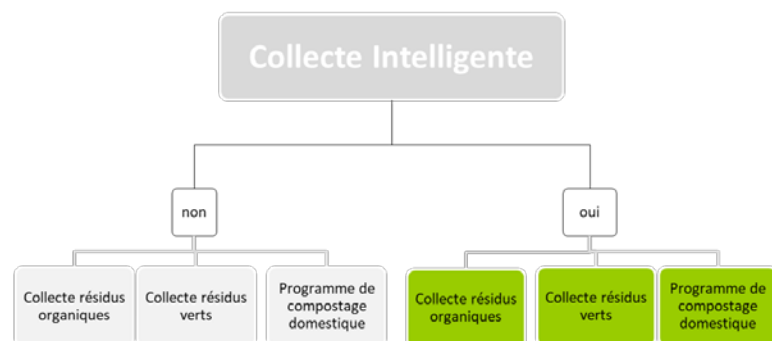 Collecte Intelligente
non
oui
Collecte résidus
organiques
Collecte résidus
verts
Programme de
compostage
domestique
Collecte résidus
organiques
Collecte résidus
verts
Programme de
compostage
domestique